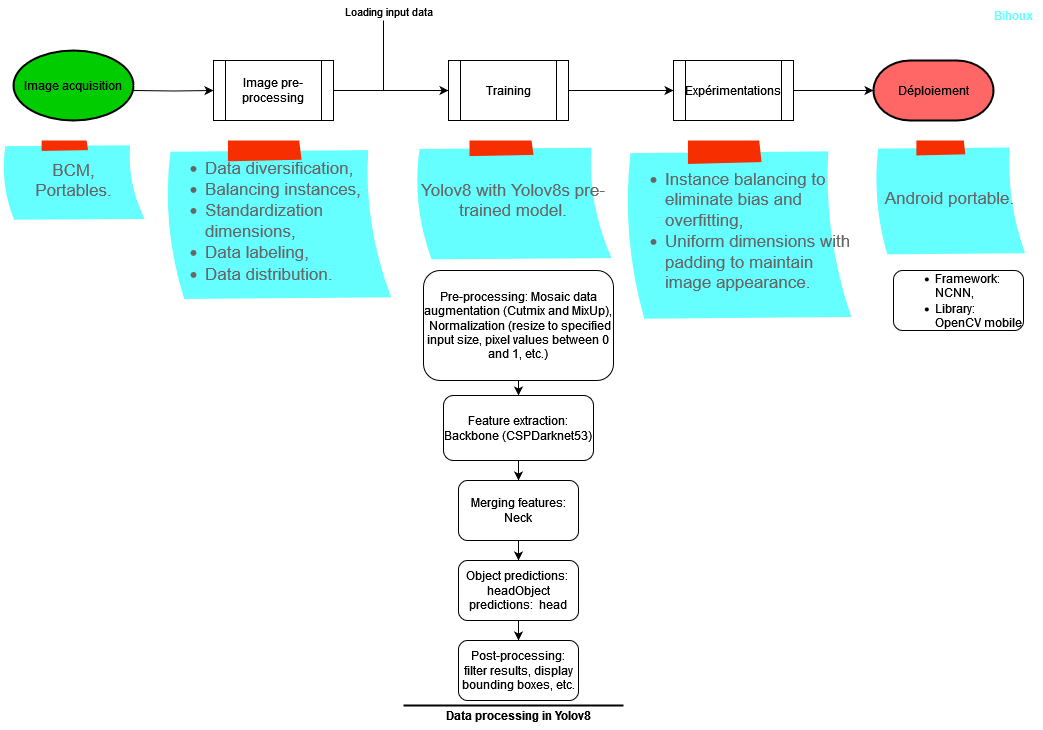 Loading input data
Bihoux
Image acquisition
Image pre-
processing
Training
Expérimentations
Déploiement
BCM,
Portables.
• Data diversification,
• Balancing instances,
• Standardization
dimensions,
• Data labeling,
• Data distribution.
Yolov8 with Yolov8s pre-
trained model.
• Instance balancing to
eliminate bias and
overfitting,
• Uniform dimensions with
padding to maintain
image appearance.
Android portable.
• Framework:
NCNN,
• Library:
OpenCV mobile
Pre-processing: Mosaic data
augmentation (Cutmix and MixUp),
Normalization (resize to specified
input size, pixel values between 0
and 1, etc.)
Feature extraction:
Backbone (CSPDarknet53)
Merging features:
Neck
Object predictions:
headObject
predictions: head
Post-processing:
filter results, display
bounding boxes, etc.
Data processing in Yolov8